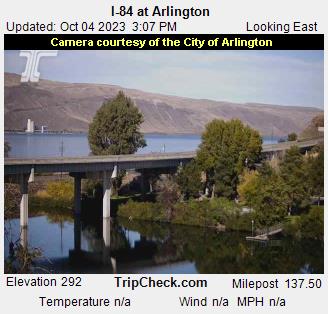 I-84 at Arlington
Updated: Oct 04 2023 3:07 PM Looking East
Camera courtesy of the City of Arlington
Elevation 292 TripCheck.com Milepost 137.50
Temperature n/a Wind n/a MPH n/a